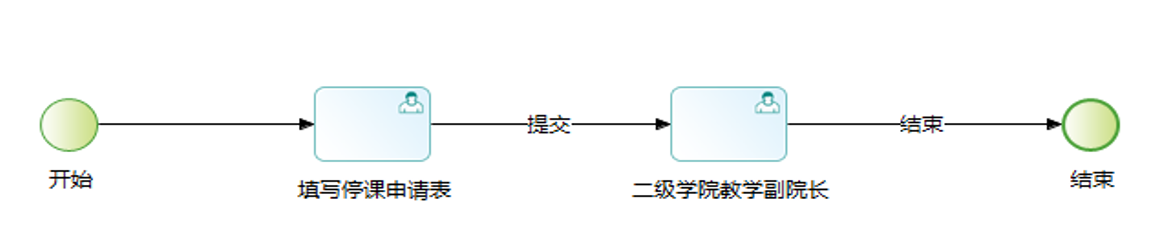 提交
结束
开始
填写停课申请表
二级学院教学副院长
结束